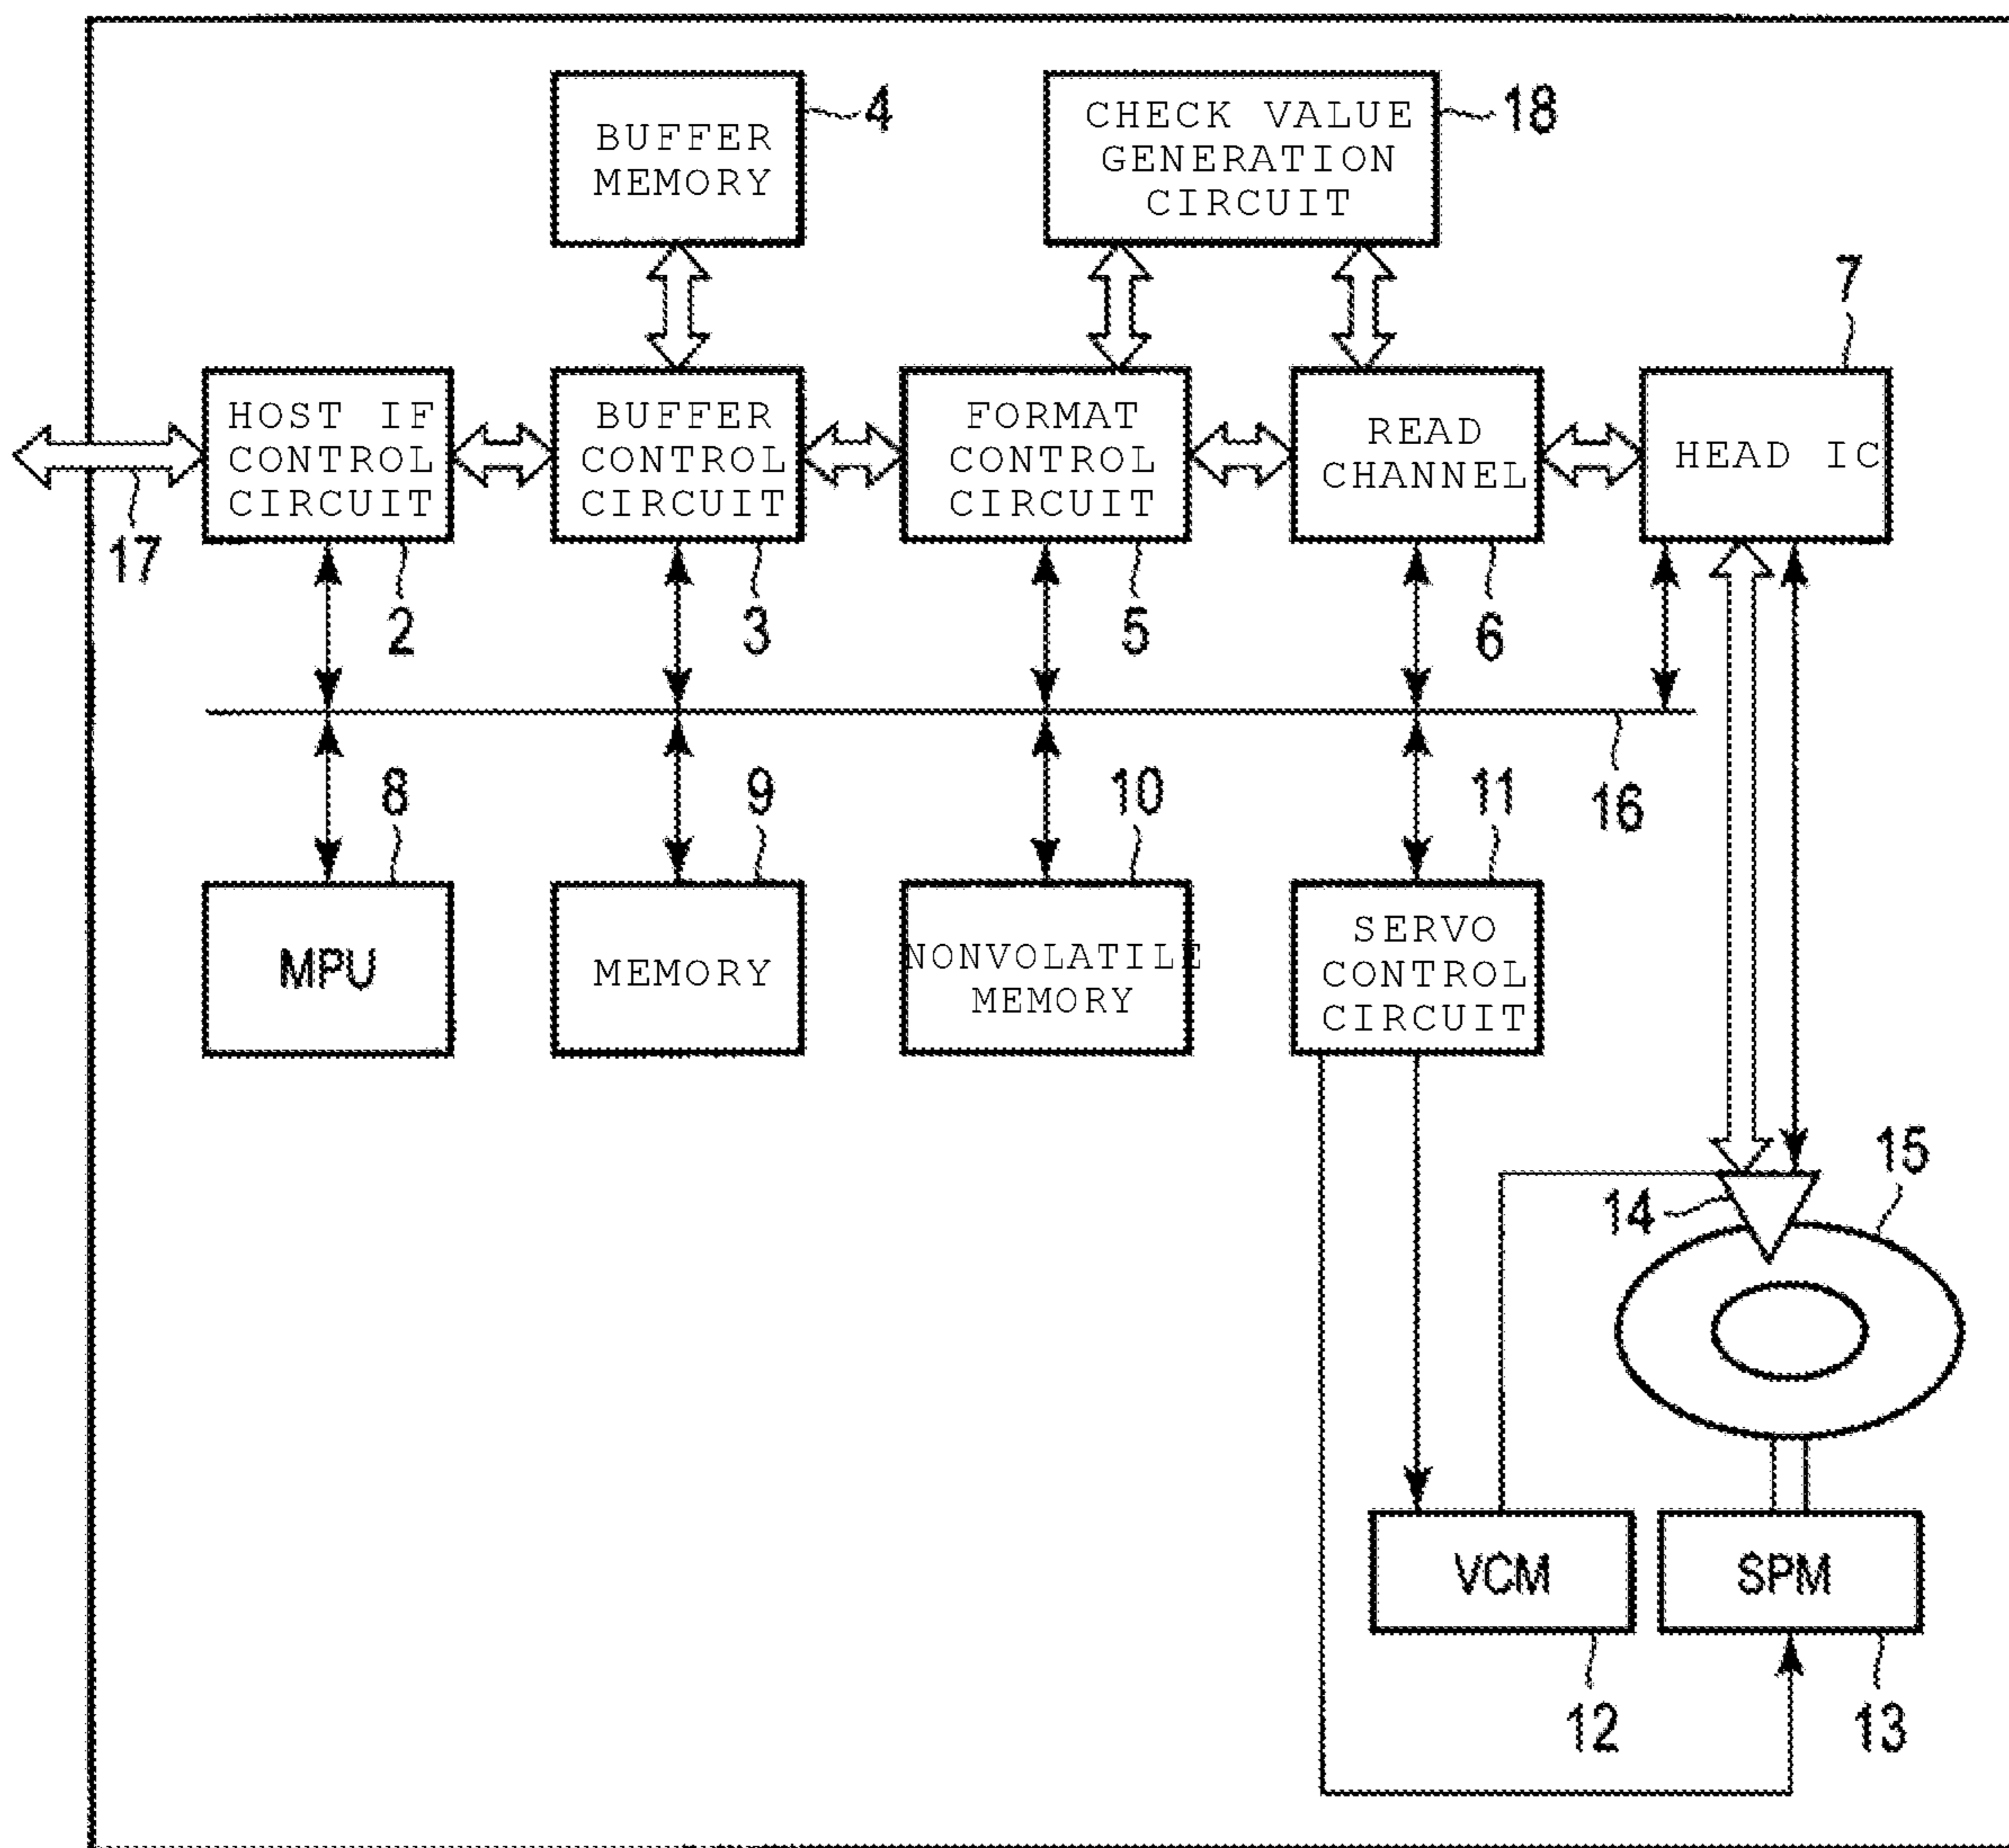 BUFFER
MEMORY
4
CHECK VALUE
GENERATION
CIRCUIT
18
HOST IF
CONTROL
CIRCUIT
BUFFER
CONTROL
CIRCUIT
FORMAT
CONTROL
CIRCUIT
READ
CHANNEL
7
HEAD IC
17
2
3
5
6
16
8
9
10
11
MPU
MEMORY
NONVOLATILE
MEMORY
SERVO
CONTROL
CIRCUIT
14
15
VCM
SPM
12
13